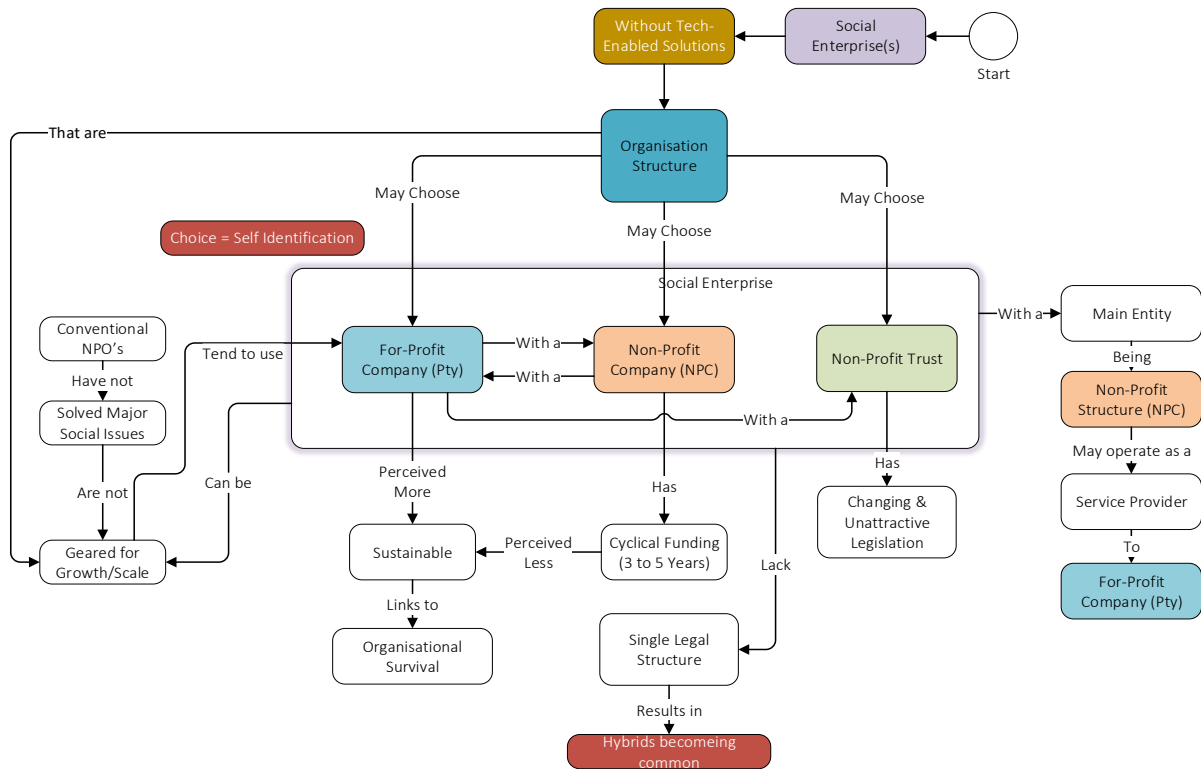 Without Tech-
Enabled Solutions
Social
Enterprise(s)
Start
That are
Organisation
Structure
May Choose
May Choose
May Choose
Choice = Self Identification
Social Enterprise
Conventional
NPO's
Have not
Solved Major
Social Issues
Are not
Geared for
Growth/Scale
Tend to use
Can be
For-Profit
Company (Pty)
With a
With a
Non-Profit
Company (NPC)
With a
Non-Profit Trust
With a
Main Entity
Being
Non-Profit
Structure (NPC)
May operate as a
Service Provider
To
For-Profit
Company (Pty)
Perceived
More
Sustainable
Links to
Organisational
Survival
Has
Cyclical Funding
(3 to 5 Years)
Perceived
Less
Has
Changing &
Unattractive
Legislation
Lack
Single Legal
Structure
Results in
Hybrids becomeing
common